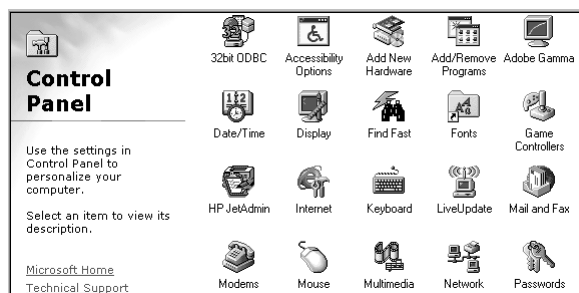 Control
Panel
Use the settings in
Control Panel to
personalize your
computer.
Select an item to view its
description.
Microsoft Home
Technical Support
32bit ODBC
Accessibility
Options
Add New
Hardware
Add/Remove
Programs
Adobe Gamma
Date/Time
Display
Find Fast
Fonts
Game
Controllers
HP JetAdmin
Internet
Keyboard
LiveUpdate
Mail and Fax
Modems
Mouse
Multimedia
Network
Passwords